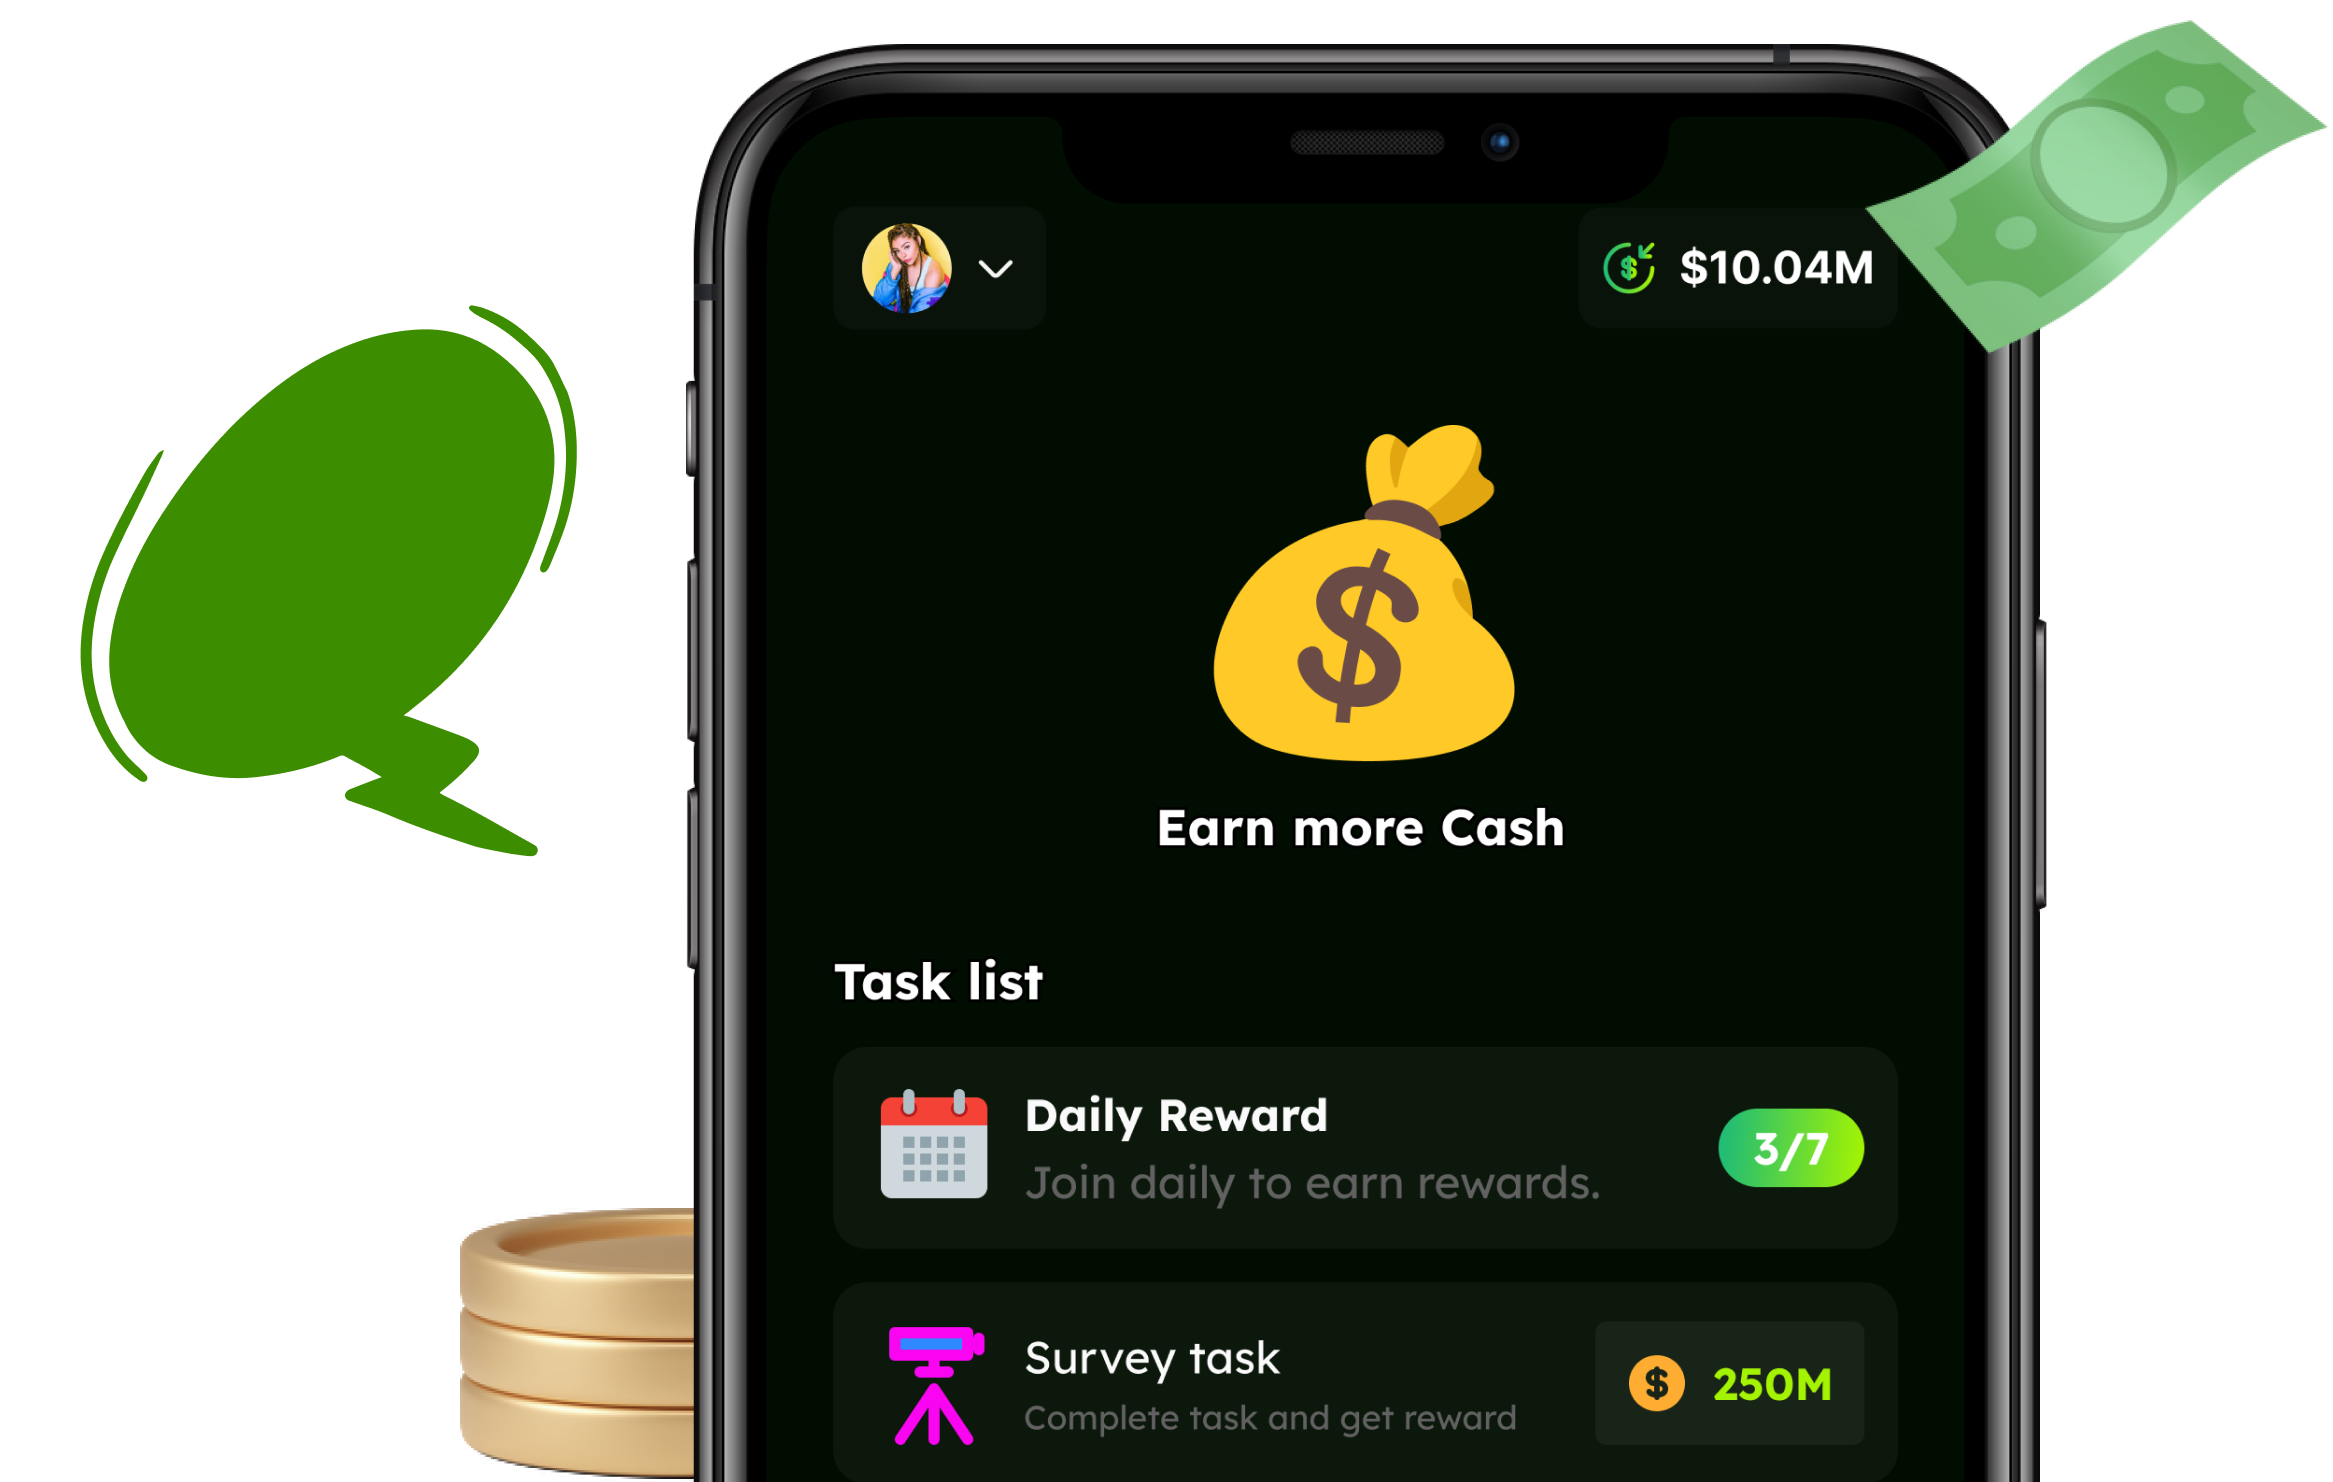 $10.04M
Earn more Cash
Task list
Daily Reward
Join daily to earn rewards.
3/7
Survey task
Complete task and get reward
250M